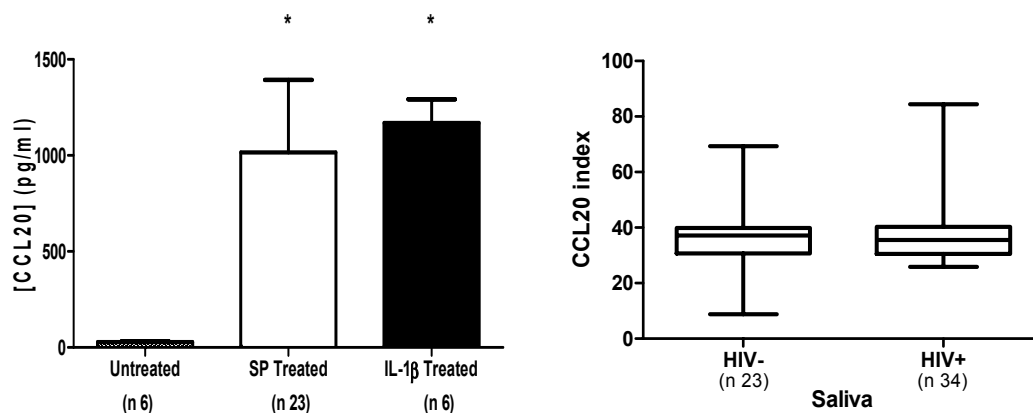 * *
[CCL20] (pg/ml)
1500
1000
500
0
Untreated SP Treated IL-1β Treated
(n 6) (n 23) (n 6)
CCL20 index
100
80
60
40
20
0
HIV- HIV+
(n 23) (n 34)
Saliva